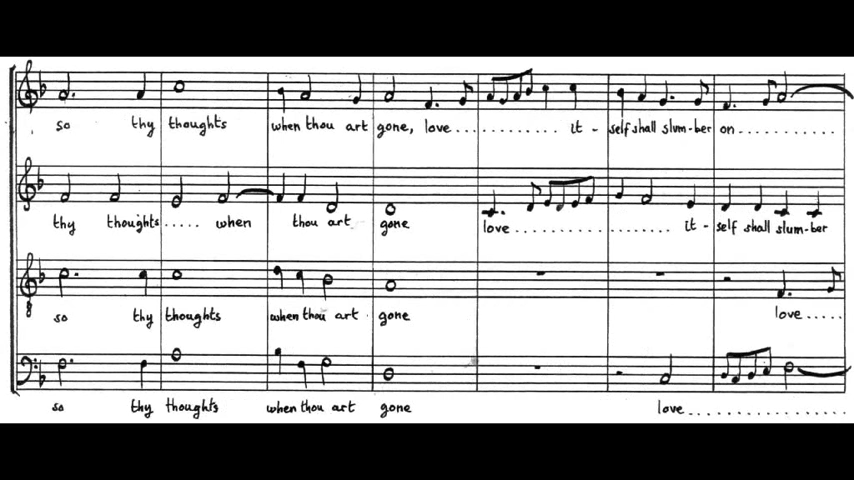 so thy thoughts when thou art gone, love............ it - self shall slum-ber on............
thy thoughts..... when thou art gone love.................... it - self shall slum-ber
8
so thy thoughts when thou art gone love.....
so thy thoughts when thou art gone love.................